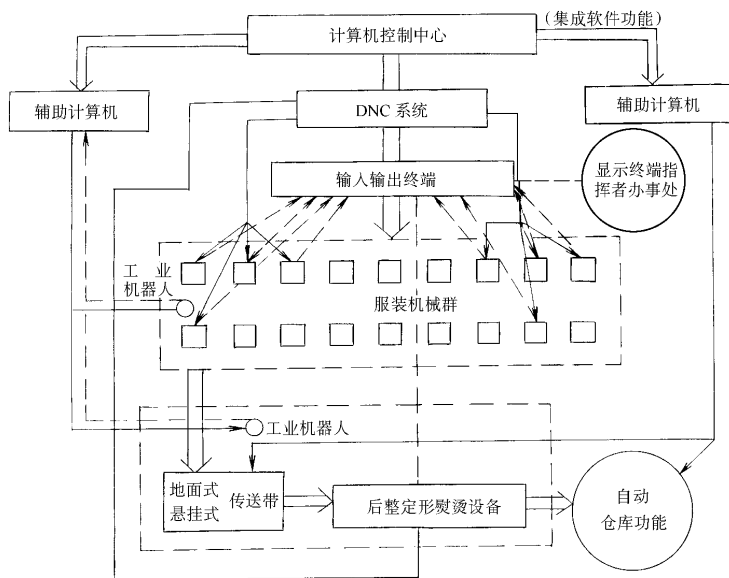 (集成软件功能)
计算机控制中心
辅助计算机
DNC 系统
辅助计算机
输入输出终端
显示终端指
挥者办事处
工 业
机器人
服装机械群
工业机器人
地面式
悬挂式
传送带
后整定形熨烫设备
自动
仓库功能